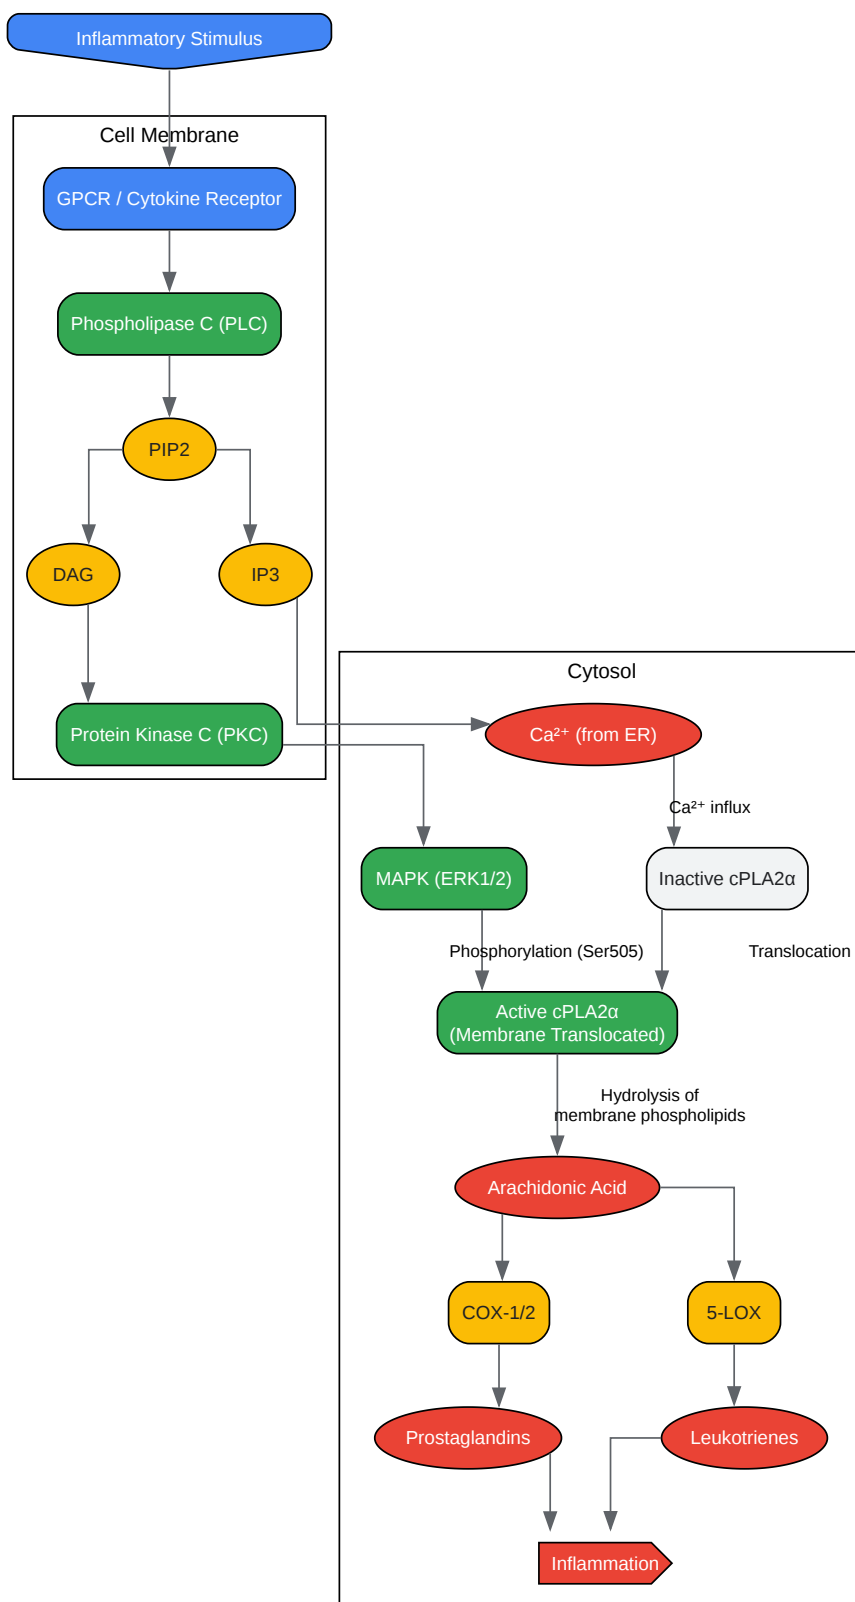 Inflammatory Stimulus
Cell Membrane
GPCR / Cytokine Receptor
Phospholipase C (PLC)
PIP2
DAG
IP3
Protein Kinase C (PKC)
Cytosol
Ca²⁺ (from ER)
Ca²⁺ influx
MAPK (ERK1/2)
Inactive cPLA2α
Phosphorylation (Ser505)
Translocation
Active cPLA2α
(Membrane Translocated)
Hydrolysis of
membrane phospholipids
Arachidonic Acid
COX-1/2
5-LOX
Prostaglandins
Leukotrienes
Inflammation